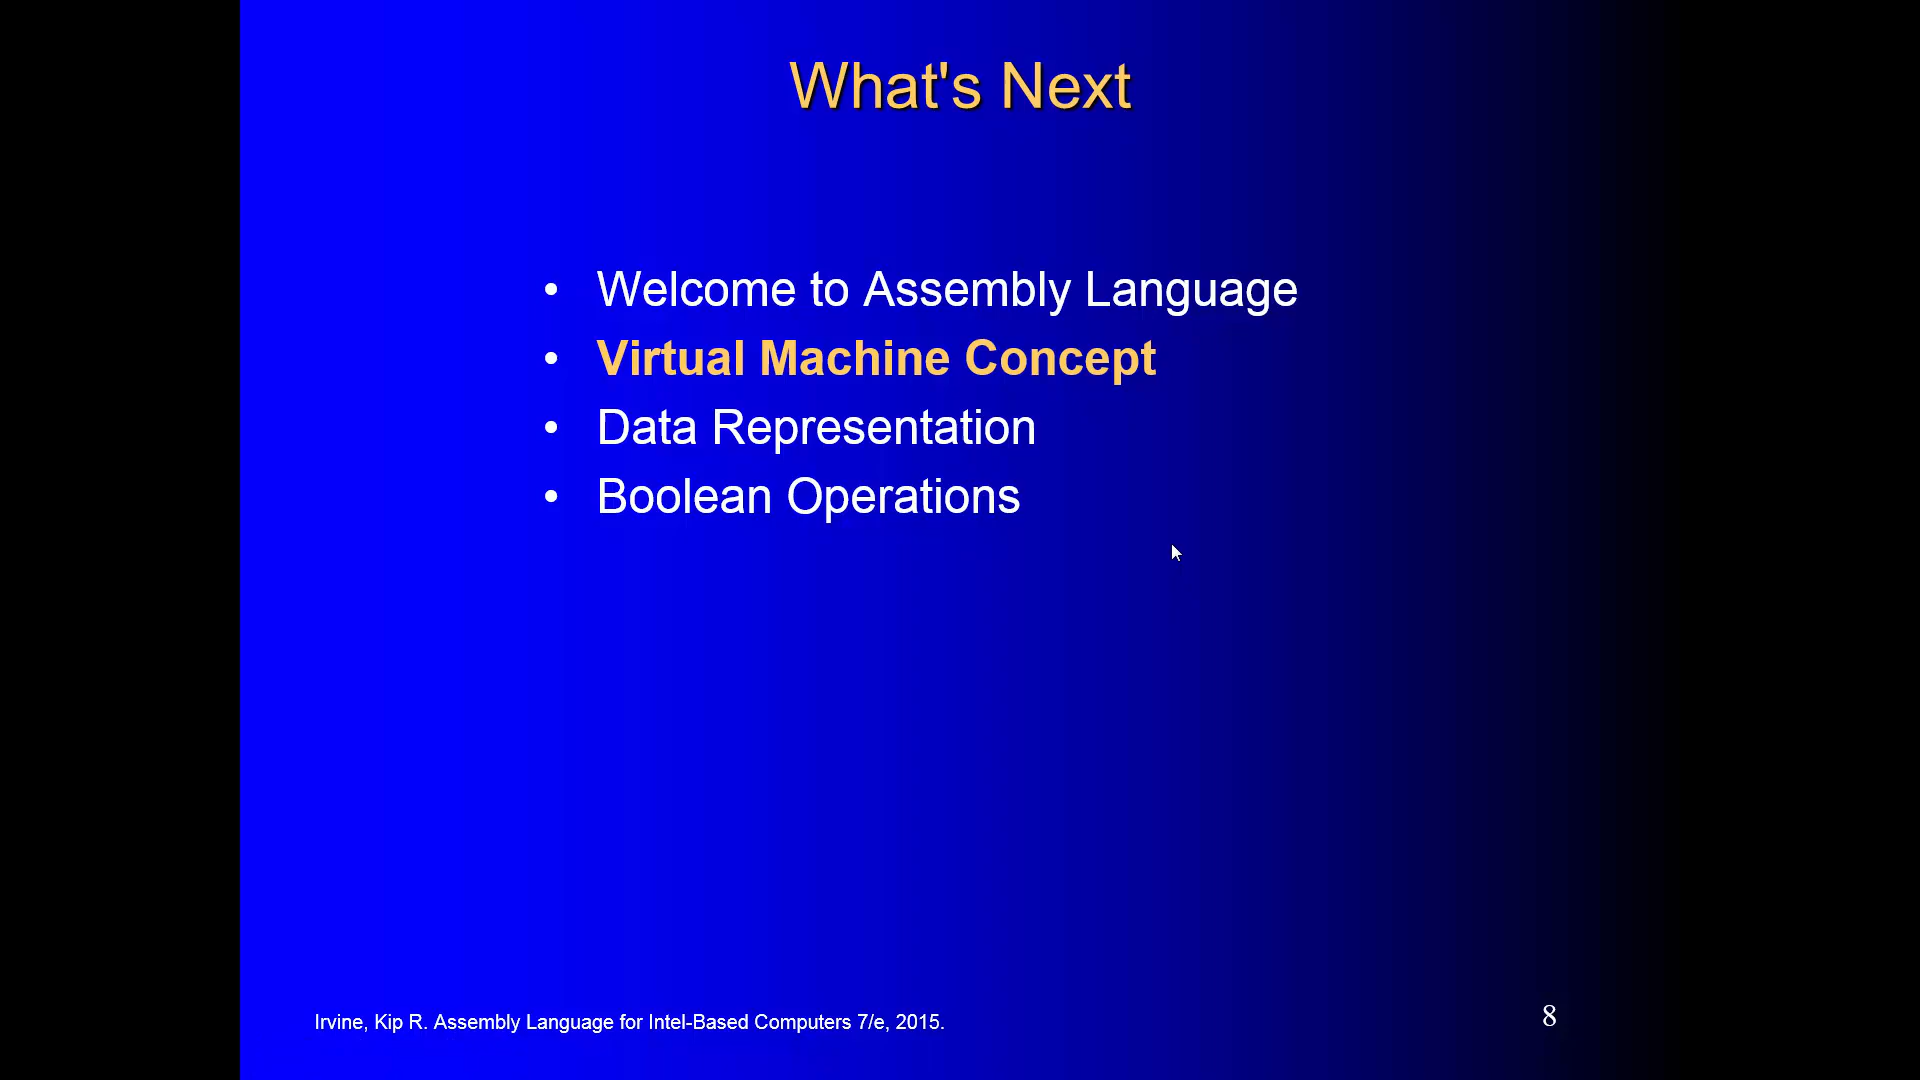 What's Next
• Welcome to Assembly Language
• Virtual Machine Concept
• Data Representation
• Boolean Operations
Irvine, Kip R. Assembly Language for Intel-Based Computers 7/e, 2015.
8